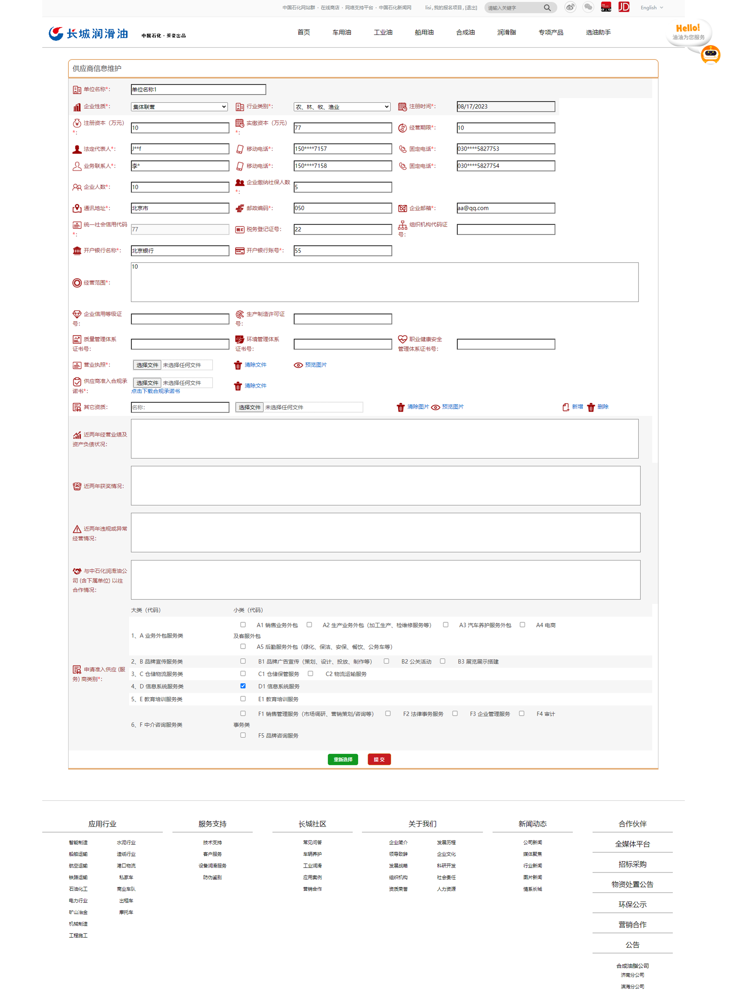 中国石化网站群 · 在线商店 · 网络支持平台 · 中国石化新闻网 lisi,我的报名项目,[退出] 请输入关键字 JD English
长城润滑油 中国石化·荣誉出品 首页 车用油 工业油 船用油 合成油 润滑脂 专项产品 选油助手
Hello!
油油为您服务
供应商信息维护
单位名称*： 单位名称1
企业性质*： 集体联营 行业类别*： 农、林、牧、渔业 注册时间*： 08/17/2023
注册资本（万元）*： 10 实缴资本（万元）*： 77 经营期限*： 10
法定代表人*： J**f 移动电话*： 150****7157 固定电话*： 030****5827753
业务联系人*： 李* 移动电话*： 150****7158 固定电话*： 030****5827754
企业人数*： 10 企业缴纳社保人数*： 5
通讯地址*： 北京市 邮政编码*： 050 企业邮箱*： aa@qq.com
统一社会信用代码*： 77 税务登记证号： 22 组织机构代码证号：
开户银行名称*： 北京银行 开户银行账号*： 55
经营范围*： 10
企业信用等级证号： 生产制造许可证号：
质量管理体系证书号： 环境管理体系证书号： 职业健康安全管理体系证书号：
营业执照*： 选择文件 未选择任何文件 清除文件 预览图片
供应商准入合规承诺书*： 选择文件 未选择任何文件 清除文件
点击下载合规承诺书
其它资质： 名称： 选择文件 未选择任何文件 清除图片 预览图片 新增 删除
近两年经营业绩及资产负债状况：
近两年获奖情况：
近两年违规或异常经营情况：
与中石化润滑油公司 (含下属单位) 以往合作情况：
申请准入供应 (服务) 商类别*：
大类（代码） 小类（代码）
1、A 业务外包服务类 A1 销售业务外包 A2 生产业务外包（加工生产、检维修服务等） A3 汽车养护服务外包 A4 电商
及客服外包
A5 后勤服务外包（绿化、保洁、安保、餐饮、公务车等）
2、B 品牌宣传服务类 B1 品牌广告宣传（策划、设计、投放、制作等） B2 公关活动 B3 展览展示搭建
3、C 仓储物流服务类 C1 仓储保管服务 C2 物流运输服务
4、D 信息系统服务类 D1 信息系统服务
5、E 教育培训服务类 E1 教育培训服务
6、F 中介咨询服务类 F1 销售管理服务（市场调研、营销策划/咨询等） F2 法律事务服务 F3 企业管理服务 F4 审计
事务类
F5 品牌咨询服务
重新选择 提 交
应用行业 服务支持 长城社区 关于我们 新闻动态 合作伙伴
智能制造 水泥行业 技术支持 常见问答 企业简介 发展历程 公司新闻 全媒体平台
船舶运输 造纸行业 客户服务 车辆养护 领导致辞 企业文化 媒体聚焦
航空运输 港口物流 设备润滑服务 工业润滑 发展战略 科研开发 行业新闻 招标采购
铁路运输 私家车 防伪鉴别 应用案例 组织机构 社会责任 图片新闻
石油化工 商业车队 营销合作 资质荣誉 人力资源 情系长城 物资处置公告
电力行业 出租车 环保公示
矿山冶金 摩托车
机械制造 营销合作
工程施工
公告
合成油脂公司
济南分公司
滨海分公司